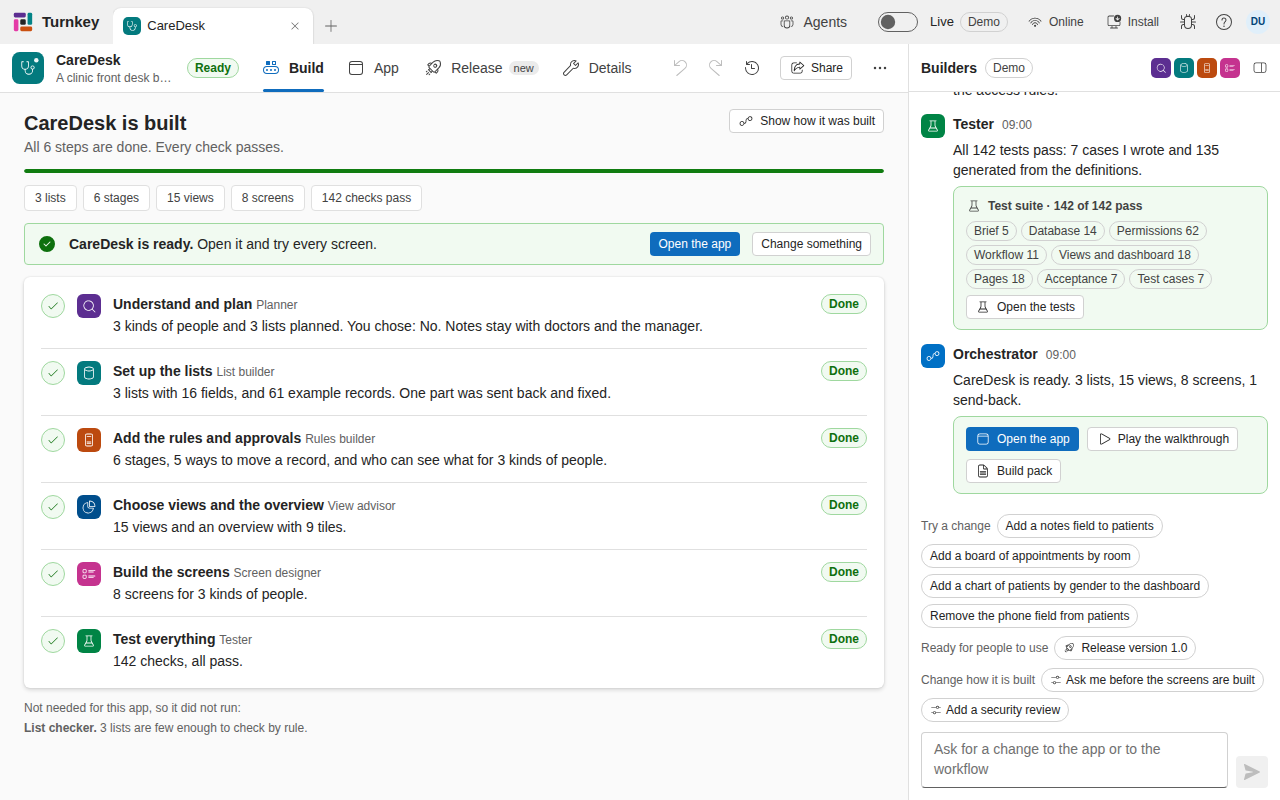 Turnkey
CareDesk
Agents
Live
Demo
Online
Install
DU
CareDesk
A clinic front desk b…
Ready
Build
App
Release
new
Details
Share
CareDesk is built
All 6 steps are done. Every check passes.
Show how it was built
3 lists
6 stages
15 views
8 screens
142 checks pass
CareDesk is ready. Open it and try every screen.
Open the app
Change something
Understand and plan Planner
3 kinds of people and 3 lists planned. You chose: No. Notes stay with doctors and the manager.
Done
Set up the lists List builder
3 lists with 16 fields, and 61 example records. One part was sent back and fixed.
Done
Add the rules and approvals Rules builder
6 stages, 5 ways to move a record, and who can see what for 3 kinds of people.
Done
Choose views and the overview View advisor
15 views and an overview with 9 tiles.
Done
Build the screens Screen designer
8 screens for 3 kinds of people.
Done
Test everything Tester
142 checks, all pass.
Done
Not needed for this app, so it did not run:
List checker. 3 lists are few enough to check by rule.
Builders
Demo
the access rules.
Tester 09:00
All 142 tests pass: 7 cases I wrote and 135
generated from the definitions.
Test suite · 142 of 142 pass
Brief 5
Database 14
Permissions 62
Workflow 11
Views and dashboard 18
Pages 18
Acceptance 7
Test cases 7
Open the tests
Orchestrator 09:00
CareDesk is ready. 3 lists, 15 views, 8 screens, 1
send-back.
Open the app
Play the walkthrough
Build pack
Try a change
Add a notes field to patients
Add a board of appointments by room
Add a chart of patients by gender to the dashboard
Remove the phone field from patients
Ready for people to use
Release version 1.0
Change how it is built
Ask me before the screens are built
Add a security review
Ask for a change to the app or to the
workflow